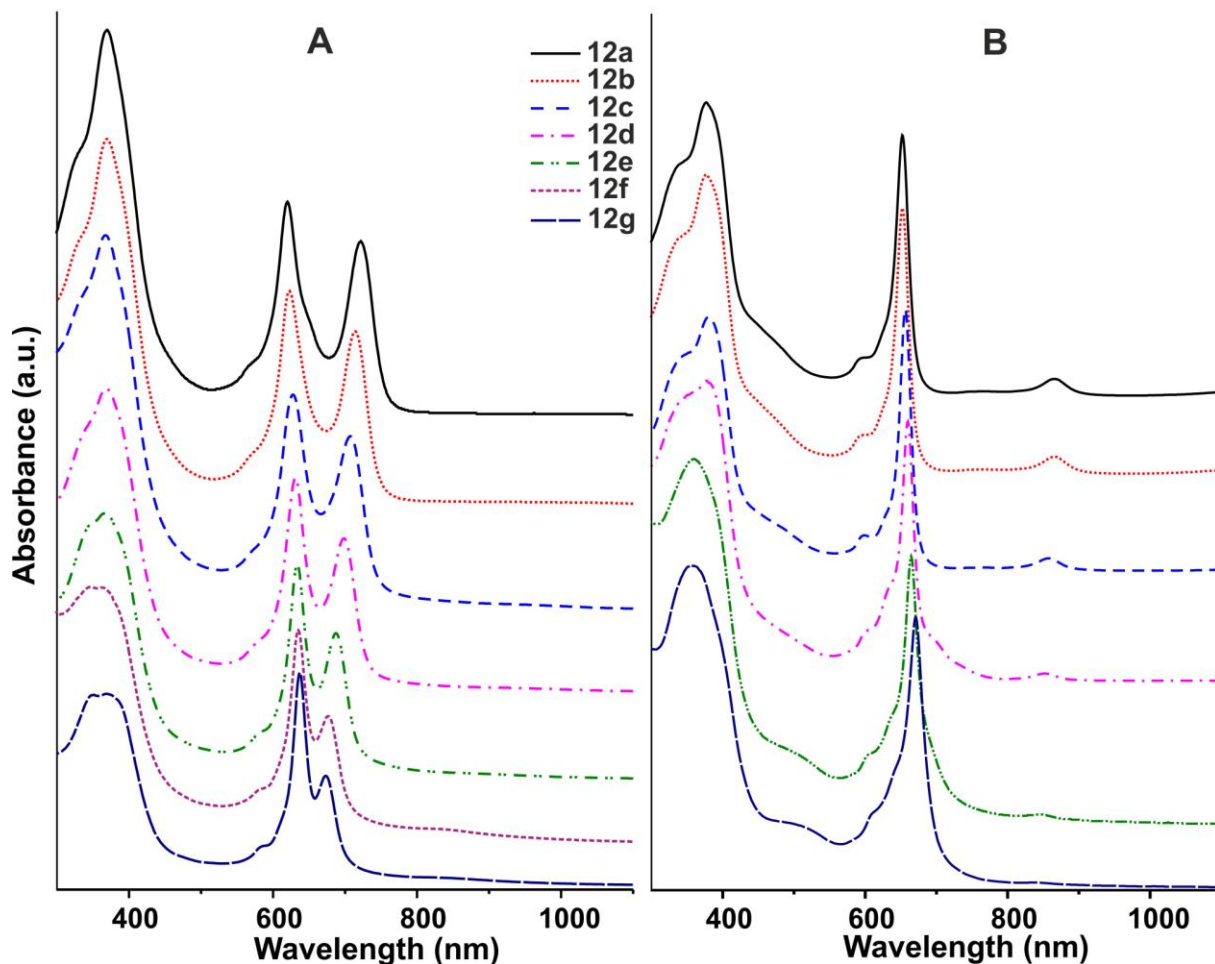 A
B
12a
12b
12c
12d
12e
12f
12g
Absorbance (a.u.)
400 600 800 1000
400 600 800 1000
Wavelength (nm)
Wavelength (nm)